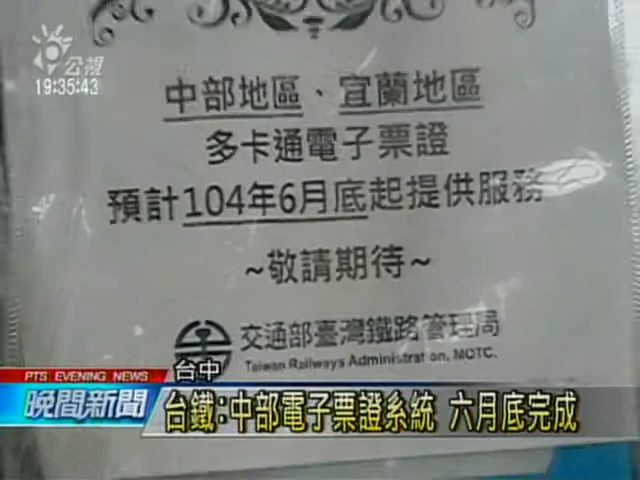 公視
19:35:43
中部地區、宜蘭地區
多卡通電子票證
預計104年6月底起提供服務
~敬請期待~
交通部臺灣鐵路管理局
Taiwan Railways Administration, MOTC.
台中
PTS EVENING NEWS
晚間新聞
台鐵:中部電子票證系統 六月底完成